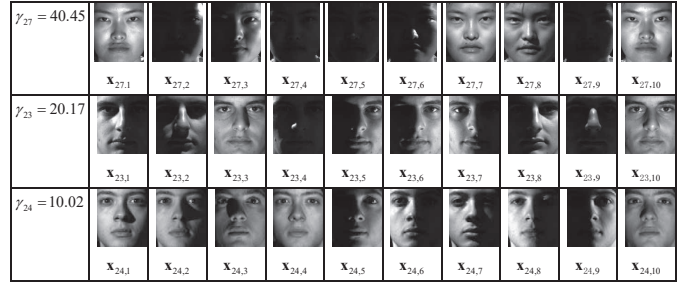 γ₂₇ = 40.45
x₂₇,₁ x₂₇,₂ x₂₇,₃ x₂₇,₄ x₂₇,₅ x₂₇,₆ x₂₇,₇ x₂₇,₈ x₂₇,₉ x₂₇,₁₀
γ₂₃ = 20.17
x₂₃,₁ x₂₃,₂ x₂₃,₃ x₂₃,₄ x₂₃,₅ x₂₃,₆ x₂₃,₇ x₂₃,₈ x₂₃,₉ x₂₃,₁₀
γ₂₄ = 10.02
x₂₄,₁ x₂₄,₂ x₂₄,₃ x₂₄,₄ x₂₄,₅ x₂₄,₆ x₂₄,₇ x₂₄,₈ x₂₄,₉ x₂₄,₁₀